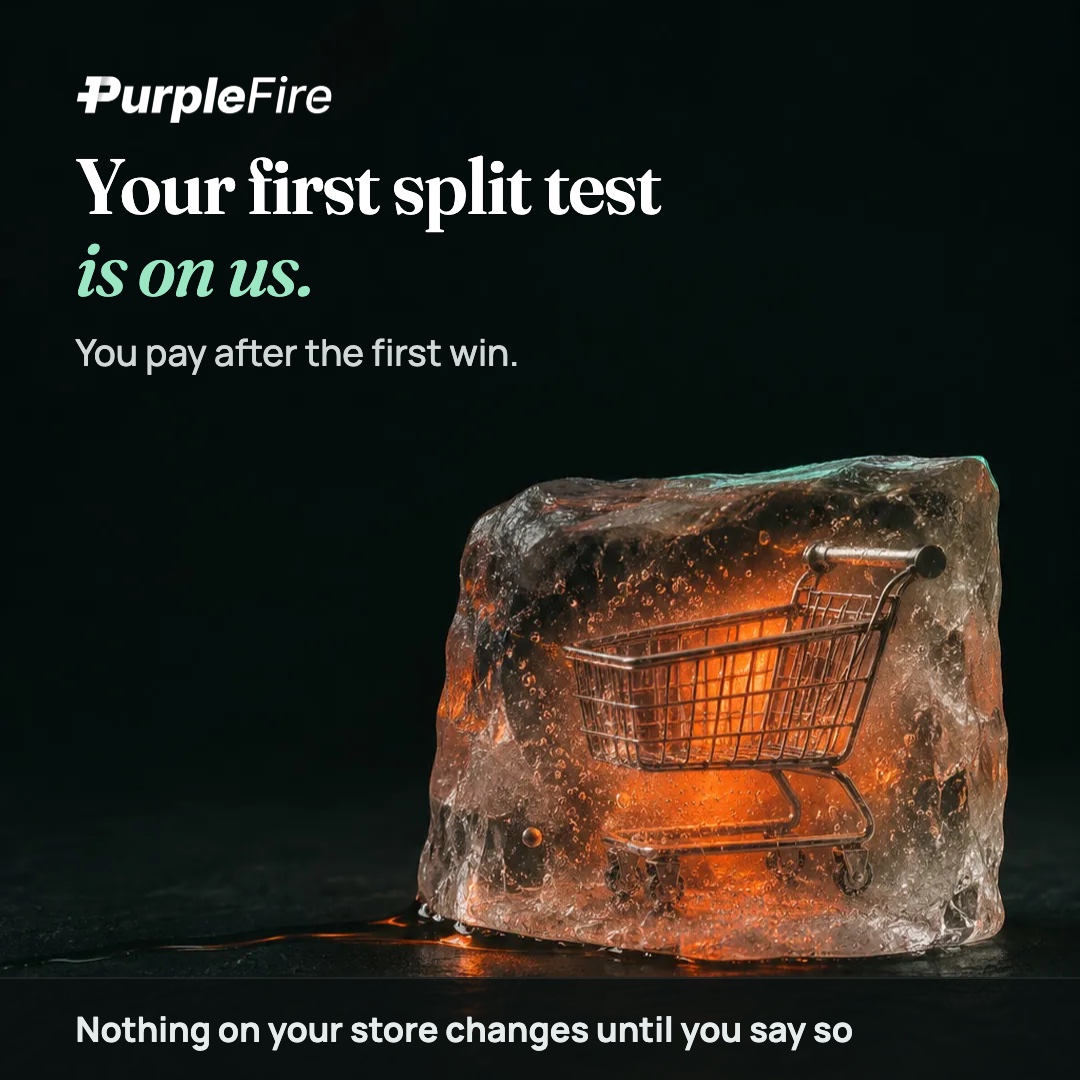 PurpleFire
Your first split test
is on us.
You pay after the first win.
Nothing on your store changes until you say so